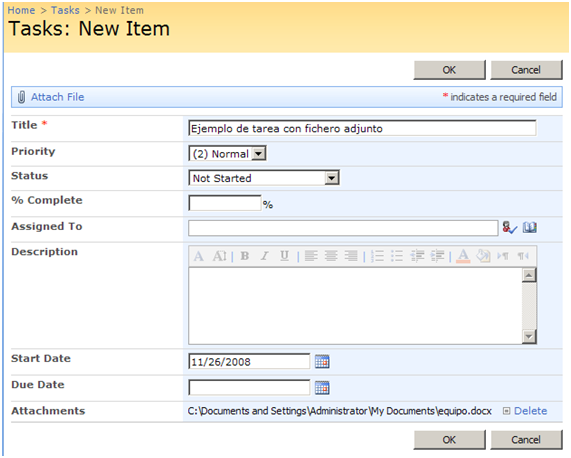 Home > Tasks > New Item
Tasks: New Item
OK Cancel
Attach File * indicates a required field
Title * Ejemplo de tarea con fichero adjunto
Priority (2) Normal
Status Not Started
% Complete %
Assigned To
Description
A A B I U A
Start Date 11/26/2008
Due Date
Attachments C:\Documents and Settings\Administrator\My Documents\equipo.docx Delete
OK Cancel